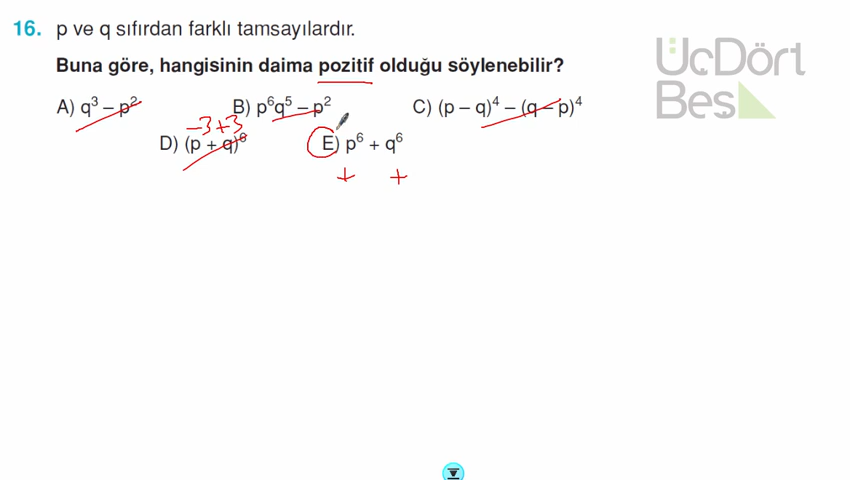 16. p ve q sıfırdan farklı tamsayılardır.
Buna göre, hangisinin daima pozitif olduğu söylenebilir?
A) q³ – p² B) p⁶q⁵ – p² C) (p – q)⁴ – (q – p)⁴
–3+3
D) (p + q)⁶ E) p⁶ + q⁶
+ +
ÜçDört
Beş